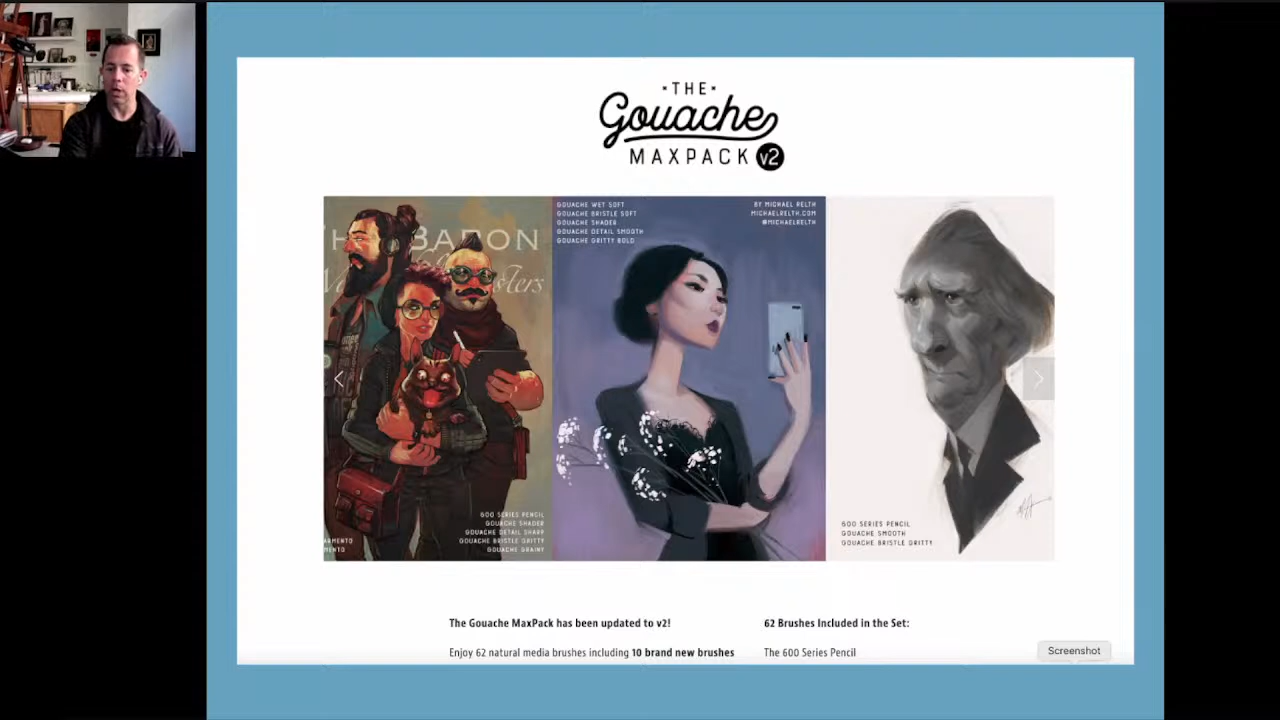 ·THE·
Gouache
MAXPACK v2
BARON
GOUACHE WET SOFT
GOUACHE BRISTLE SOFT
GOUACHE SHADER
GOUACHE DETAIL SMOOTH
GOUACHE GRITTY BOLD
BY MICHAEL RELTH
MICHAELRELTH.COM
@MICHAELRELTH
600 SERIES PENCIL
GOUACHE SHADER
GOUACHE DETAIL SHARP
GOUACHE BRISTLE GRITTY
GOUACHE GRAINY
ARMENTO
MENTO
600 SERIES PENCIL
GOUACHE SMOOTH
GOUACHE BRISTLE GRITTY
The Gouache MaxPack has been updated to v2!
Enjoy 62 natural media brushes including 10 brand new brushes
62 Brushes Included in the Set:
The 600 Series Pencil
Screenshot